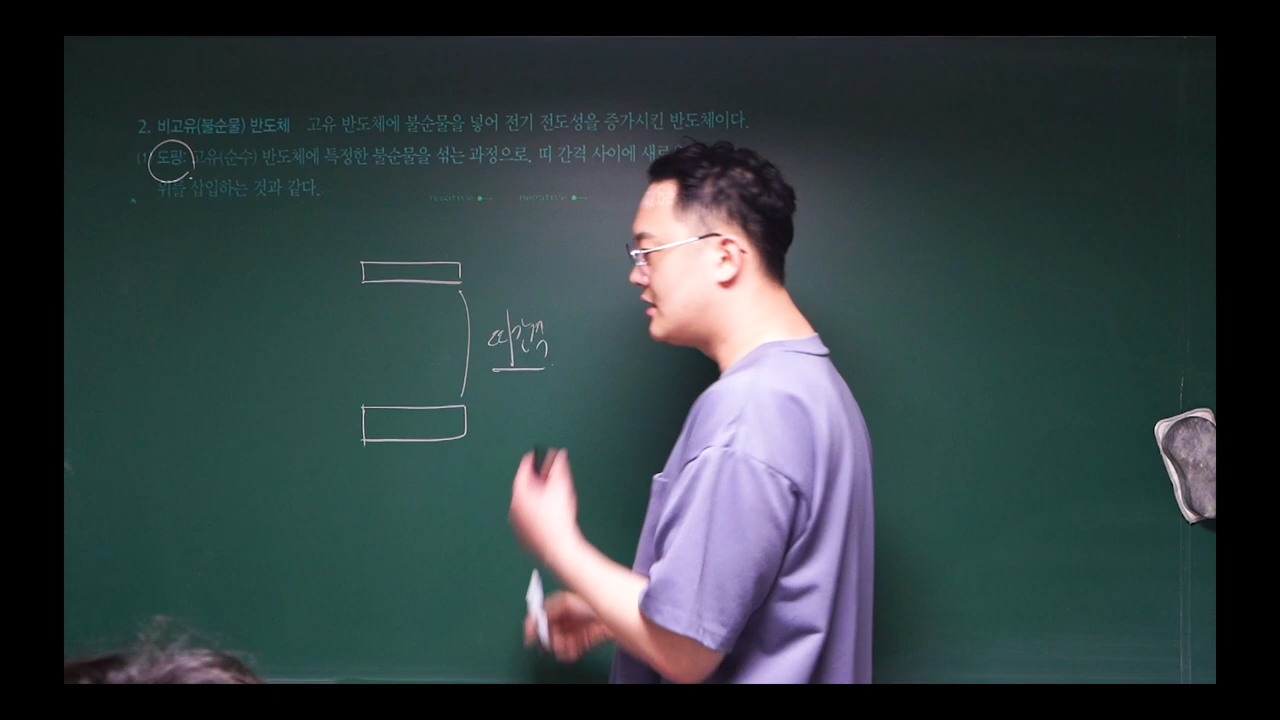 2. 비고유(불순물) 반도체 고유 반도체에 불순물을 넣어 전기 전도성을 증가시킨 반도체이다.
(1) 도핑: 고유(순수) 반도체에 특정한 불순물을 섞는 과정으로, 띠 간격 사이에 새로
위를 삽입하는 것과 같다.
positive negative
띠 간격